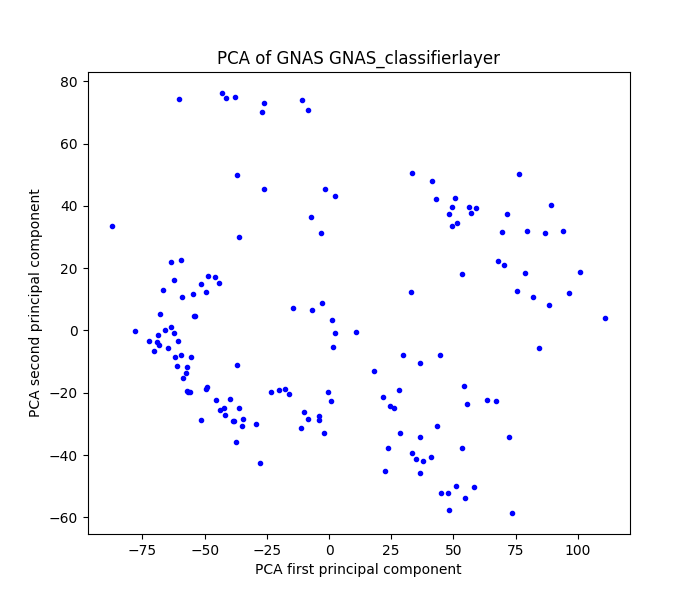 PCA of GNAS GNAS_classifierlayer
80
60
40
20
0
−20
−40
−60
PCA second principal component
−75 −50 −25 0 25 50 75 100
PCA first principal component